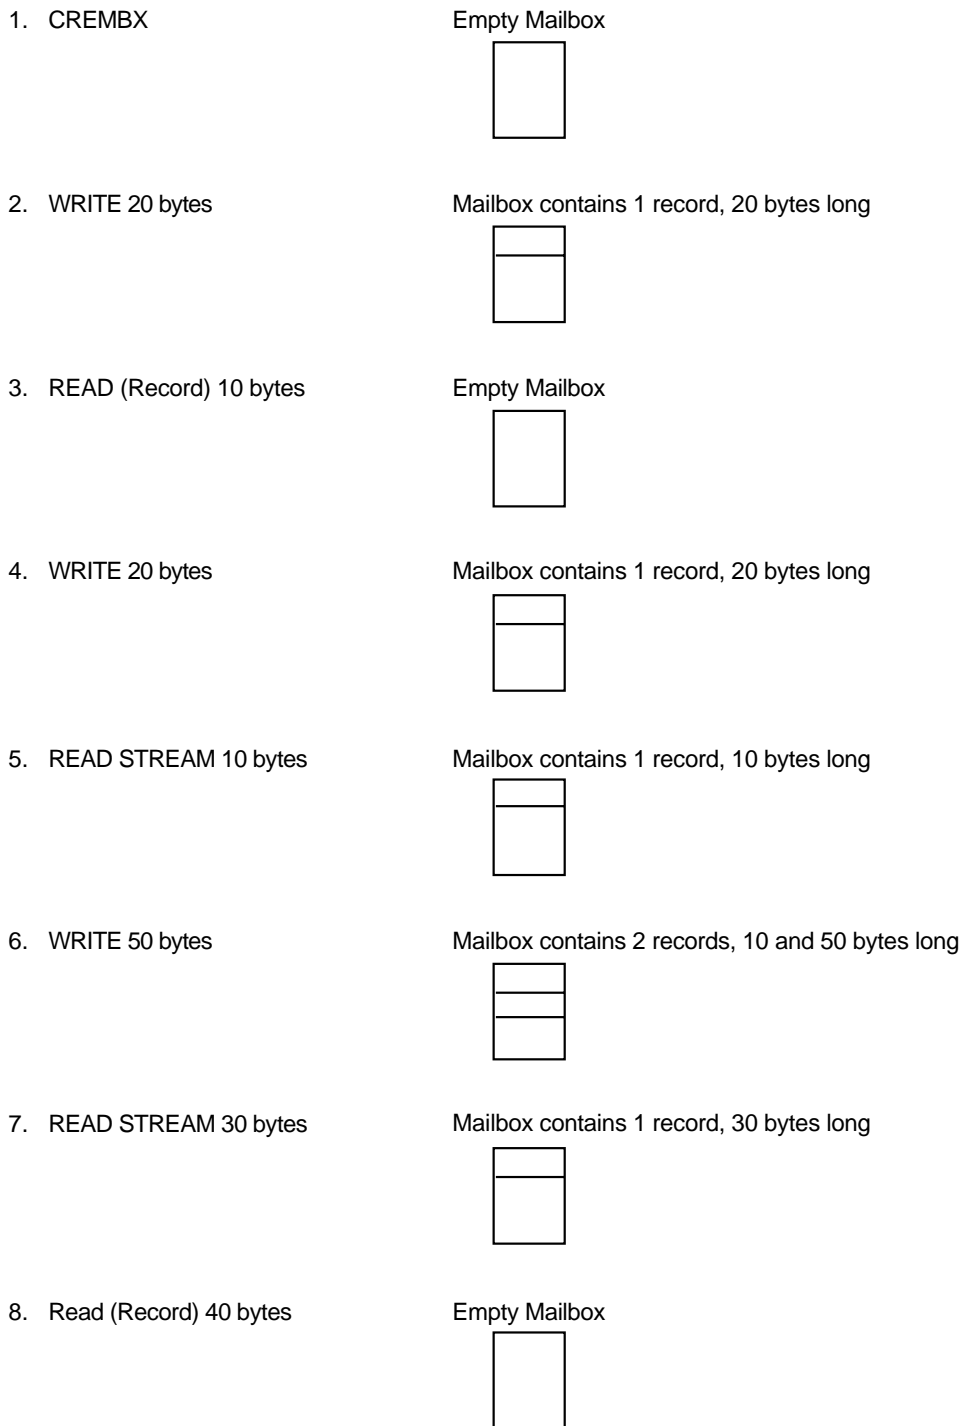 1. CREMBX Empty Mailbox
2. WRITE 20 bytes Mailbox contains 1 record, 20 bytes long
3. READ (Record) 10 bytes Empty Mailbox
4. WRITE 20 bytes Mailbox contains 1 record, 20 bytes long
5. READ STREAM 10 bytes Mailbox contains 1 record, 10 bytes long
6. WRITE 50 bytes Mailbox contains 2 records, 10 and 50 bytes long
7. READ STREAM 30 bytes Mailbox contains 1 record, 30 bytes long
8. Read (Record) 40 bytes Empty Mailbox